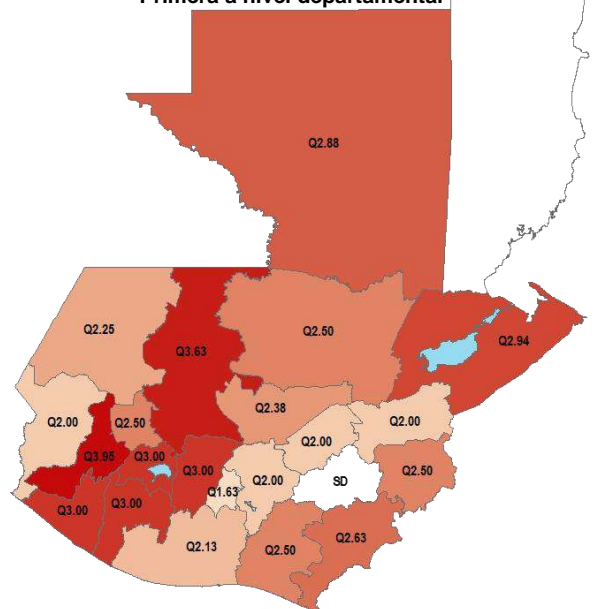 Primera a nivel departamental
Q2.88
Q2.25
Q2.50
Q2.94
Q3.63
Q2.38
Q2.00
Q2.50
Q2.00
Q2.00
Q3.95
Q3.00
Q3.00
Q2.00
SD
Q2.50
Q1.63
Q3.00
Q3.00
Q2.13
Q2.50
Q2.63